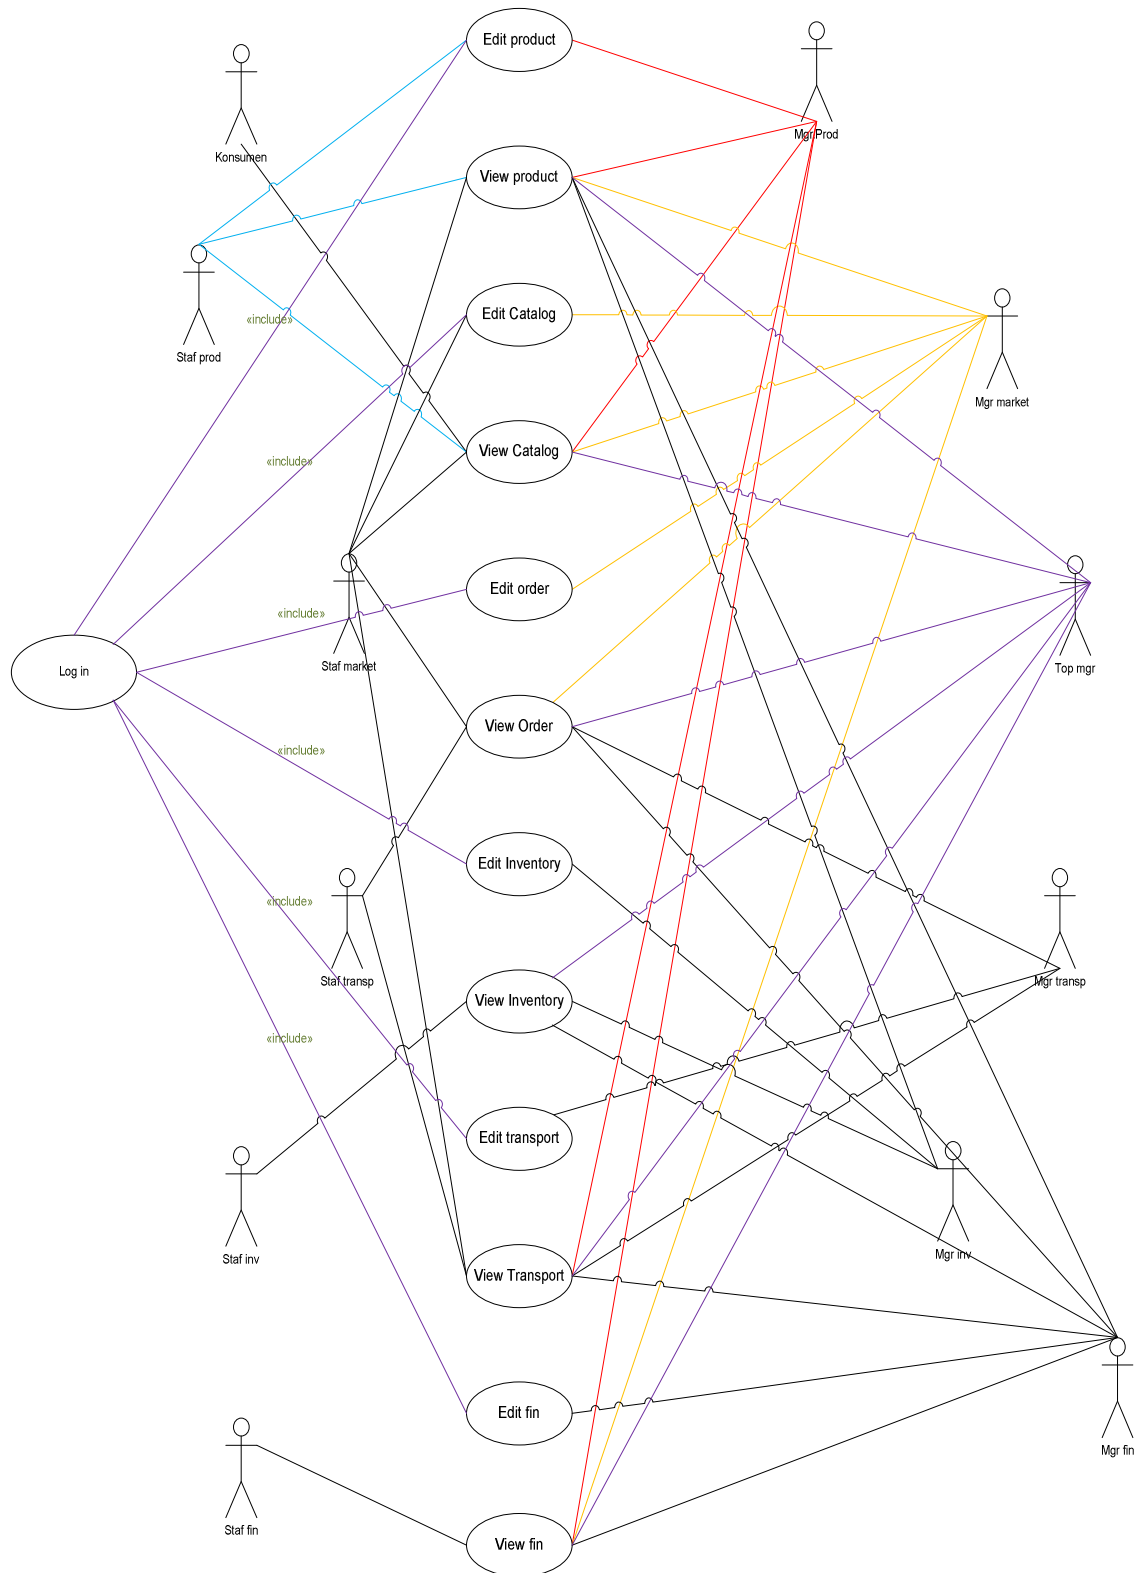 Edit product
Konsumen
Mgr Prod
View product
Staf prod
«include»
Edit Catalog
Mgr market
View Catalog
«include»
Edit order
«include»
Staf market
Log in
Top mgr
View Order
«include»
Edit Inventory
«include»
Staf transp
Mgr transp
View Inventory
«include»
Edit transport
Staf inv
Mgr inv
View Transport
Edit fin
Mgr fin
Staf fin
View fin